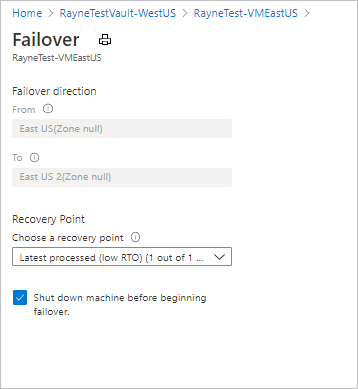 Home > RayneTestVault-WestUS > RayneTest-VMEastUS >
Failover
RayneTest-VMEastUS
Failover direction
From
East US(Zone null)
To
East US 2(Zone null)
Recovery Point
Choose a recovery point
Latest processed (low RTO) (1 out of 1 ...
Shut down machine before beginning
failover.